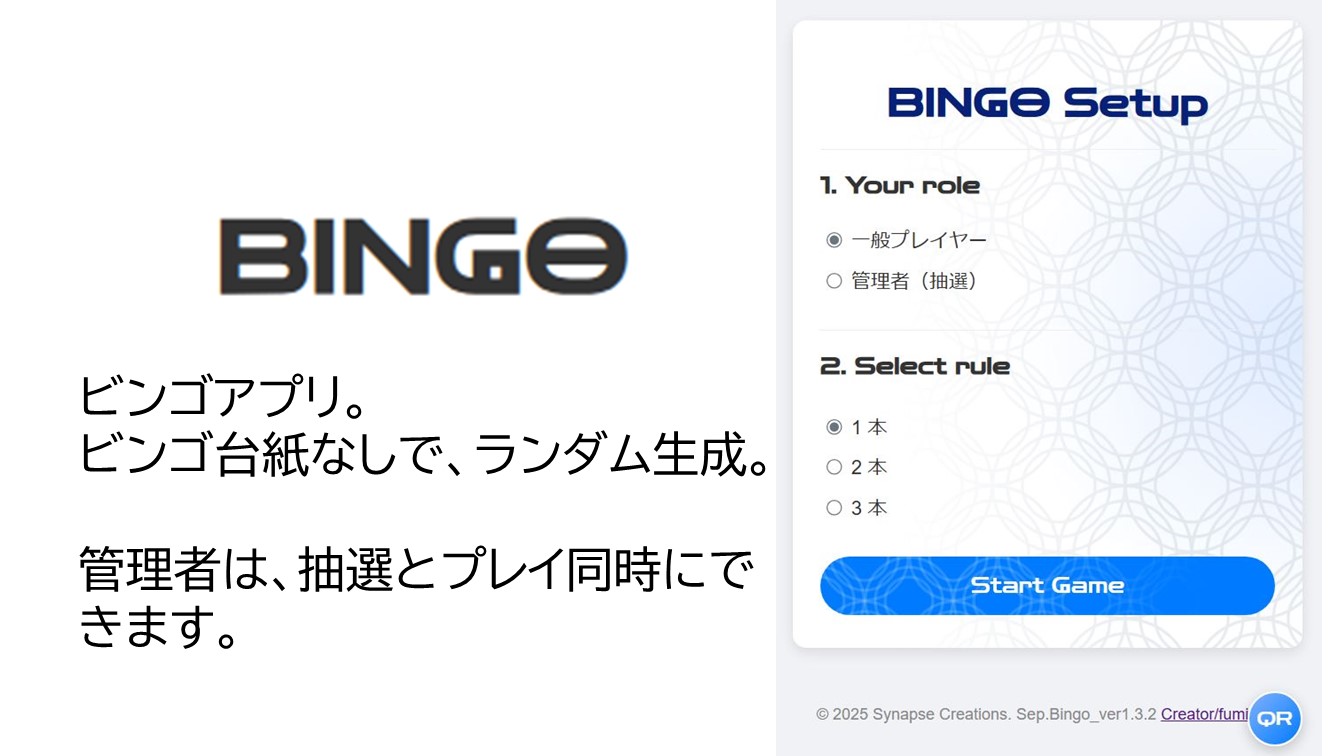 BINGO
ビンゴアプリ。
ビンゴ台紙なしで、ランダム生成。
管理者は、抽選とプレイ同時にで
きます。
BINGO Setup
1. Your role
一般プレイヤー
管理者（抽選）
2. Select rule
1 本
2 本
3 本
Start Game
© 2025 Synapse Creations. Sep.Bingo_ver1.3.2 Creator/fumi
QR